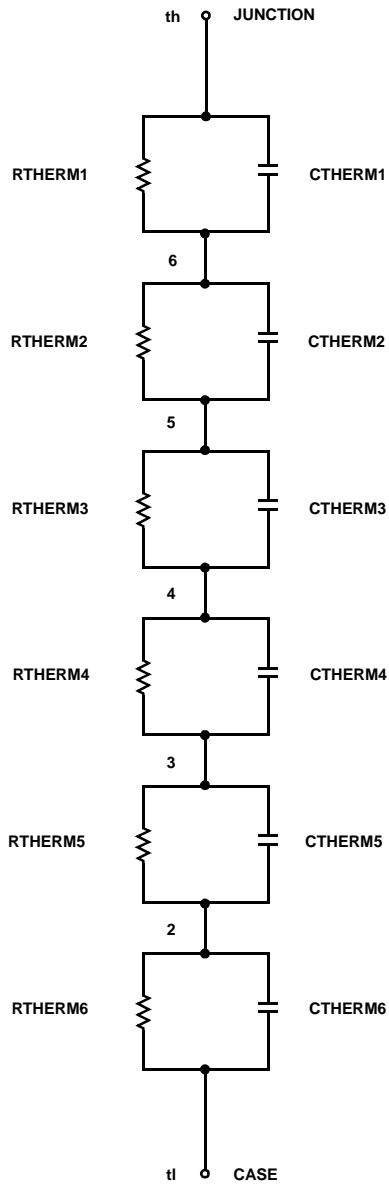 th JUNCTION
RTHERM1 CTHERM1
6
RTHERM2 CTHERM2
5
RTHERM3 CTHERM3
4
RTHERM4 CTHERM4
3
RTHERM5 CTHERM5
2
RTHERM6 CTHERM6
tl CASE